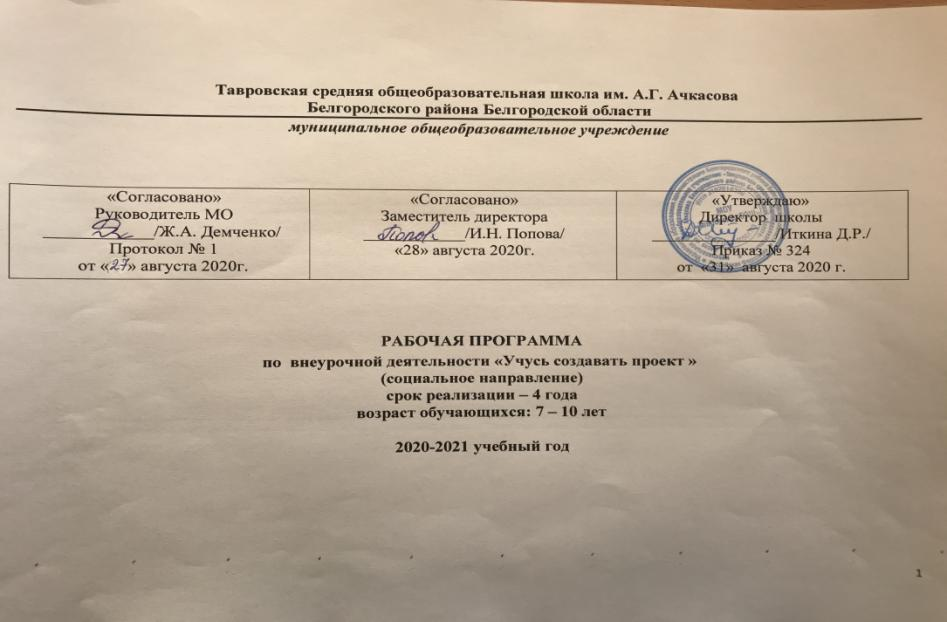 Тавровская средняя общеобразовательная школа им. А.Г. Ачкасова
Белгородского района Белгородской области
муниципальное общеобразовательное учреждение
«Согласовано»
Руководитель МО
/Ж.А. Демченко/
Протокол № 1
от «27» августа 2020г.
«Согласовано»
Заместитель директора
Попов /И.Н. Попова/
«28» августа 2020г.
«Утверждаю»
Директор школы
/Иткина Д.Р./
Приказ № 324
от «31» августа 2020 г.
РАБОЧАЯ ПРОГРАММА
по внеурочной деятельности «Учусь создавать проект »
(социальное направление)
срок реализации – 4 года
возраст обучающихся: 7 – 10 лет
2020-2021 учебный год
1